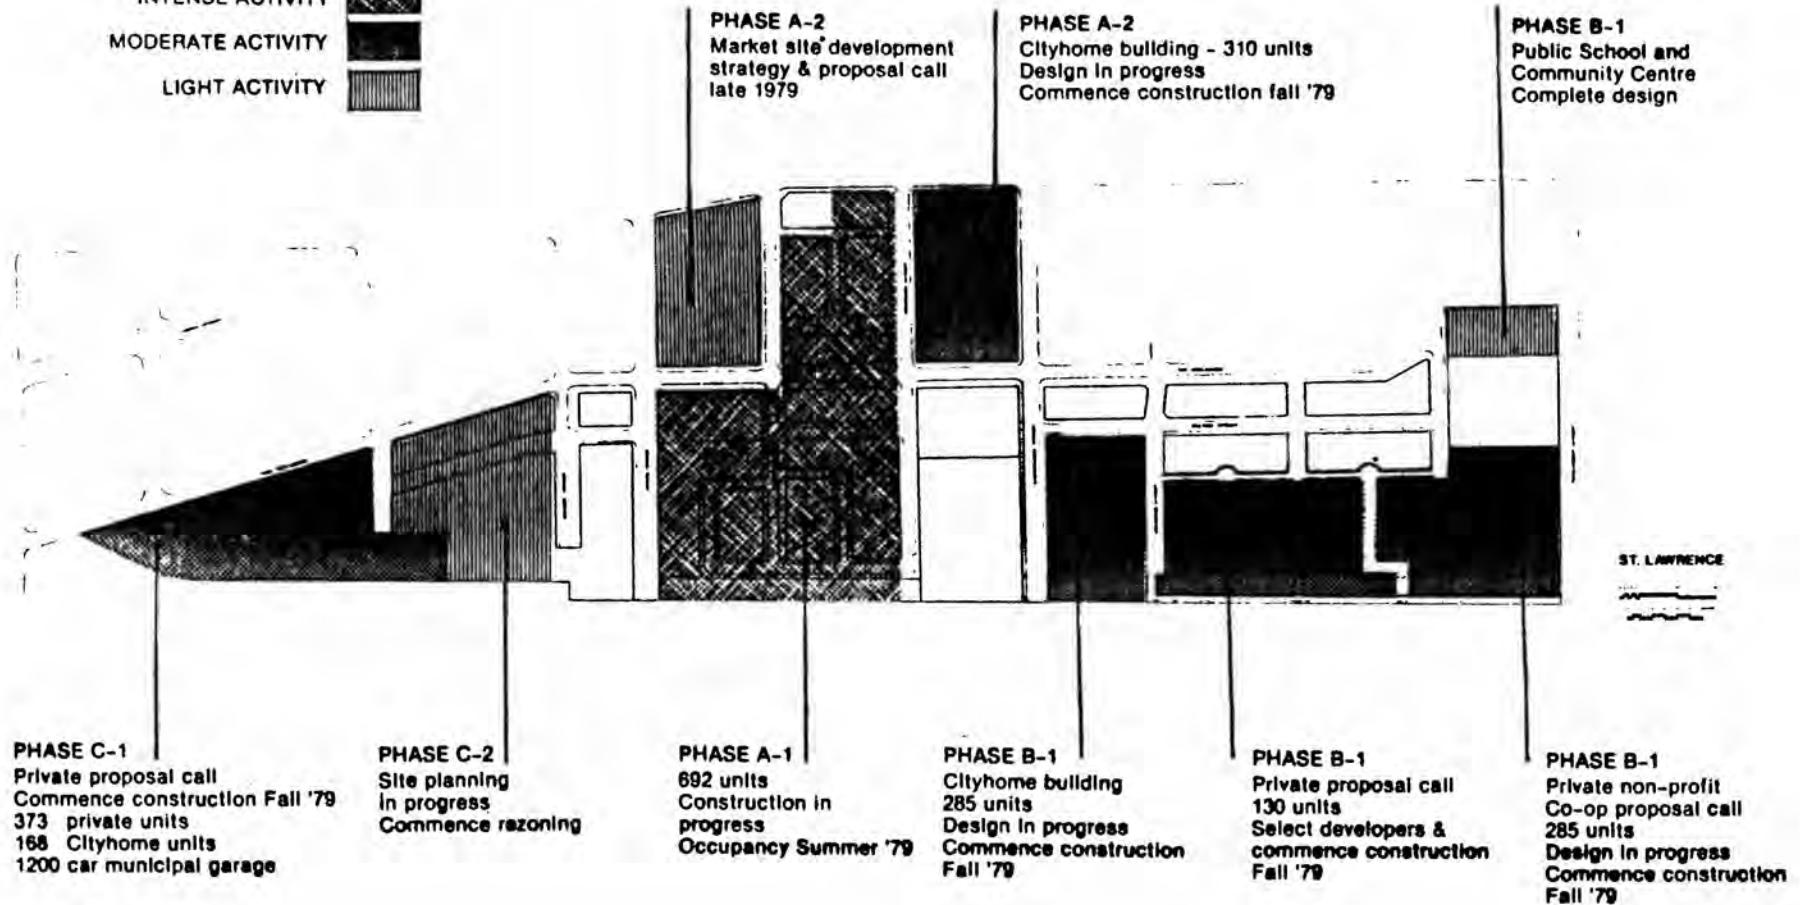 INTENSE ACTIVITY
MODERATE ACTIVITY
LIGHT ACTIVITY
PHASE A-2
Market site development
strategy & proposal call
late 1979
PHASE A-2
Cityhome building - 310 units
Design in progress
Commence construction fall '79
PHASE B-1
Public School and
Community Centre
Complete design
ST. LAWRENCE
PHASE C-1
Private proposal call
Commence construction Fall '79
373 private units
168 Cityhome units
1200 car municipal garage
PHASE C-2
Site planning
in progress
Commence rezoning
PHASE A-1
692 units
Construction in
progress
Occupancy Summer '79
PHASE B-1
Cityhome building
285 units
Design in progress
Commence construction
Fall '79
PHASE B-1
Private proposal call
130 units
Select developers &
commence construction
Fall '79
PHASE B-1
Private non-profit
Co-op proposal call
285 units
Design in progress
Commence construction
Fall '79